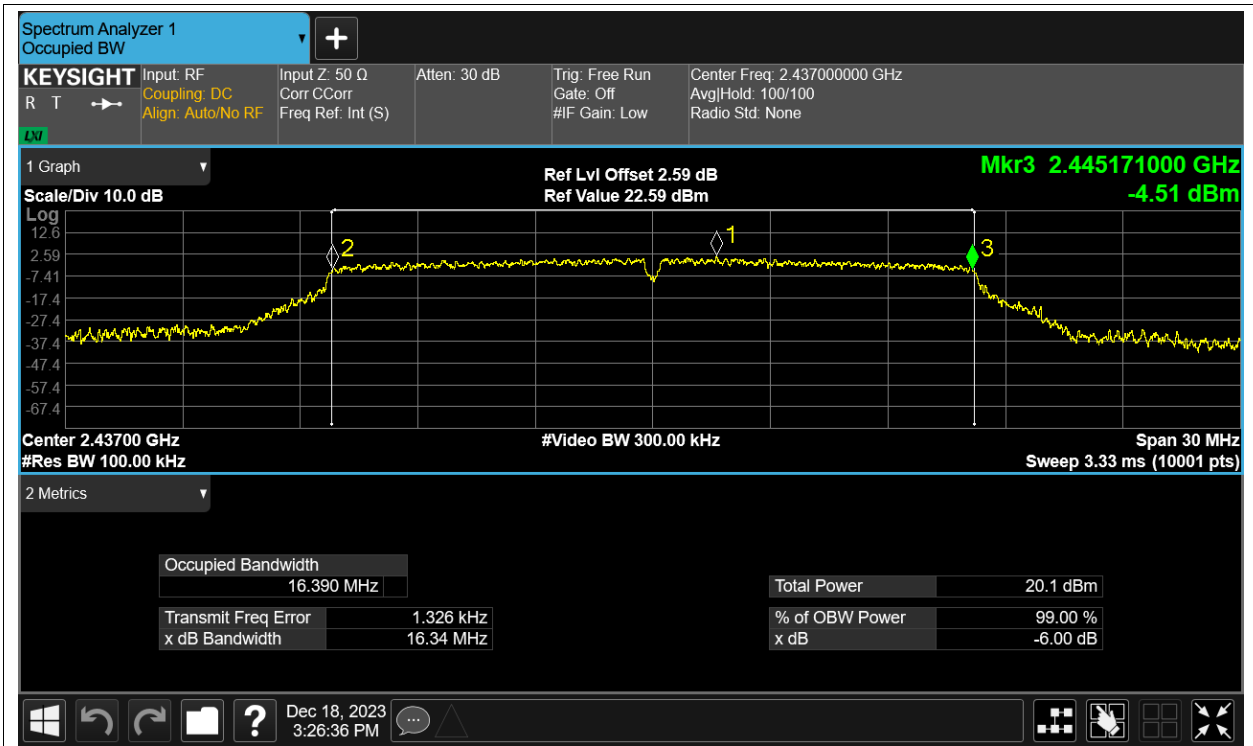 Spectrum Analyzer 1
Occupied BW
KEYSIGHT
R T
LXI
Input: RF
Coupling: DC
Align: Auto/No RF
Input Z: 50 Ω
Corr CCorr
Freq Ref: Int (S)
Atten: 30 dB
Trig: Free Run
Gate: Off
#IF Gain: Low
Center Freq: 2.437000000 GHz
Avg|Hold: 100/100
Radio Std: None
1 Graph
Scale/Div 10.0 dB
Ref Lvl Offset 2.59 dB
Ref Value 22.59 dBm
Mkr3 2.445171000 GHz
-4.51 dBm
Log
12.6
2.59
-7.41
-17.4
-27.4
-37.4
-47.4
-57.4
-67.4
2
1
3
Center 2.43700 GHz
#Video BW 300.00 kHz
Span 30 MHz
#Res BW 100.00 kHz
Sweep 3.33 ms (10001 pts)
2 Metrics
Occupied Bandwidth
16.390 MHz
Transmit Freq Error 1.326 kHz
x dB Bandwidth 16.34 MHz
Total Power 20.1 dBm
% of OBW Power 99.00 %
x dB -6.00 dB
?
Dec 18, 2023
3:26:36 PM